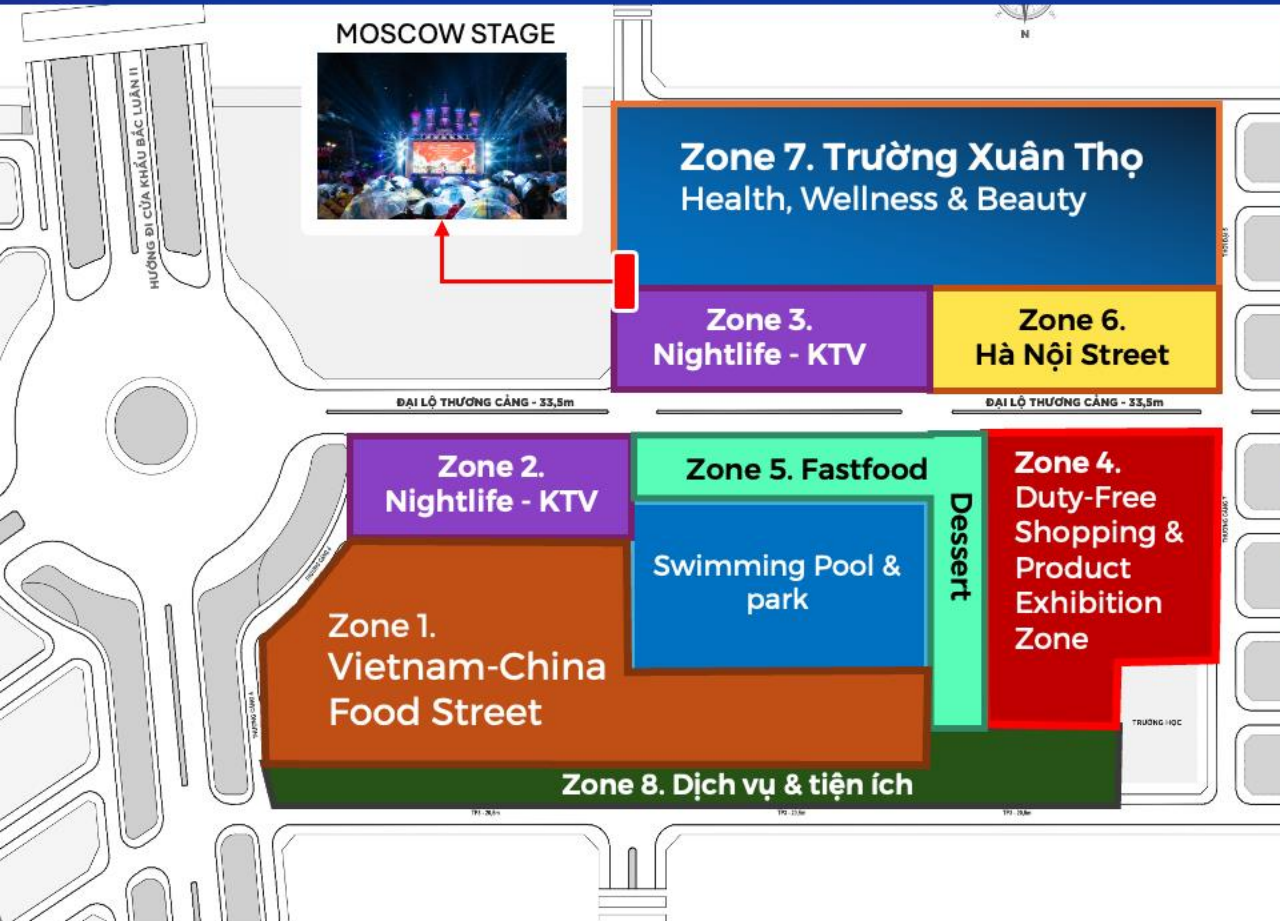 MOSCOW STAGE
N
HƯỚNG ĐI CỬA KHẨU BẮC LUÂN II
Zone 7. Trường Xuân Thọ
Health, Wellness & Beauty
Zone 3.
Nightlife - KTV
Zone 6.
Hà Nội Street
ĐẠI LỘ THƯƠNG CẢNG - 33,5m
ĐẠI LỘ THƯƠNG CẢNG - 33,5m
Zone 2.
Nightlife - KTV
Zone 5. Fastfood
Dessert
Zone 4.
Duty-Free
Shopping &
Product
Exhibition
Zone
Swimming Pool &
park
Zone 1.
Vietnam-China
Food Street
TRƯỜNG HỌC
Zone 8. Dịch vụ & tiện ích